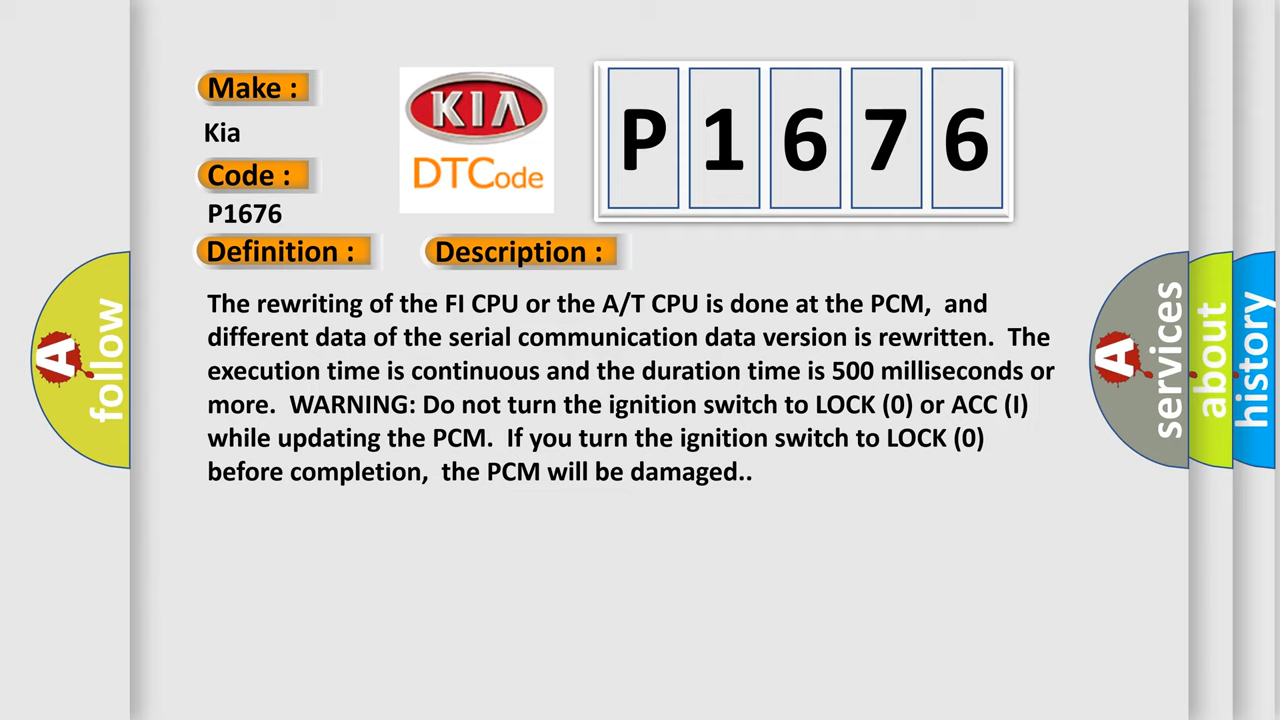 Make :
Kia
Code :
P1676
Definition :
Description :
KIA
DTCode
P1676
The rewriting of the FI CPU or the A/T CPU is done at the PCM, and
different data of the serial communication data version is rewritten The
execution time is continuous and the duration time is 500 milliseconds or
more WARNING: Do not turn the ignition switch to LOCK (0) or ACC (I)
while updating the PCM If you turn the ignition switch to LOCK (0)
before completion, the PCM will be damaged..
A follow
A services
about
history